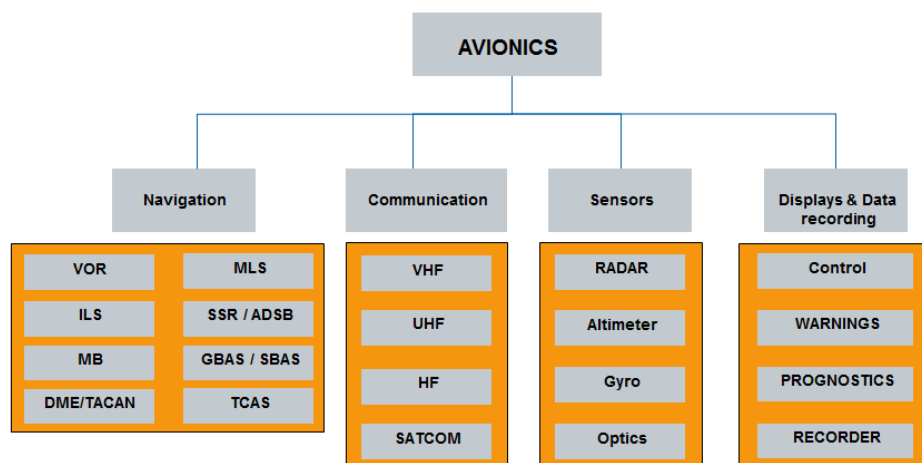 AVIONICS
Navigation
Communication
Sensors
Displays & Data
recording
VOR
MLS
ILS
SSR / ADSB
MB
GBAS / SBAS
DME/TACAN
TCAS
VHF
UHF
HF
SATCOM
RADAR
Altimeter
Gyro
Optics
Control
WARNINGS
PROGNOSTICS
RECORDER